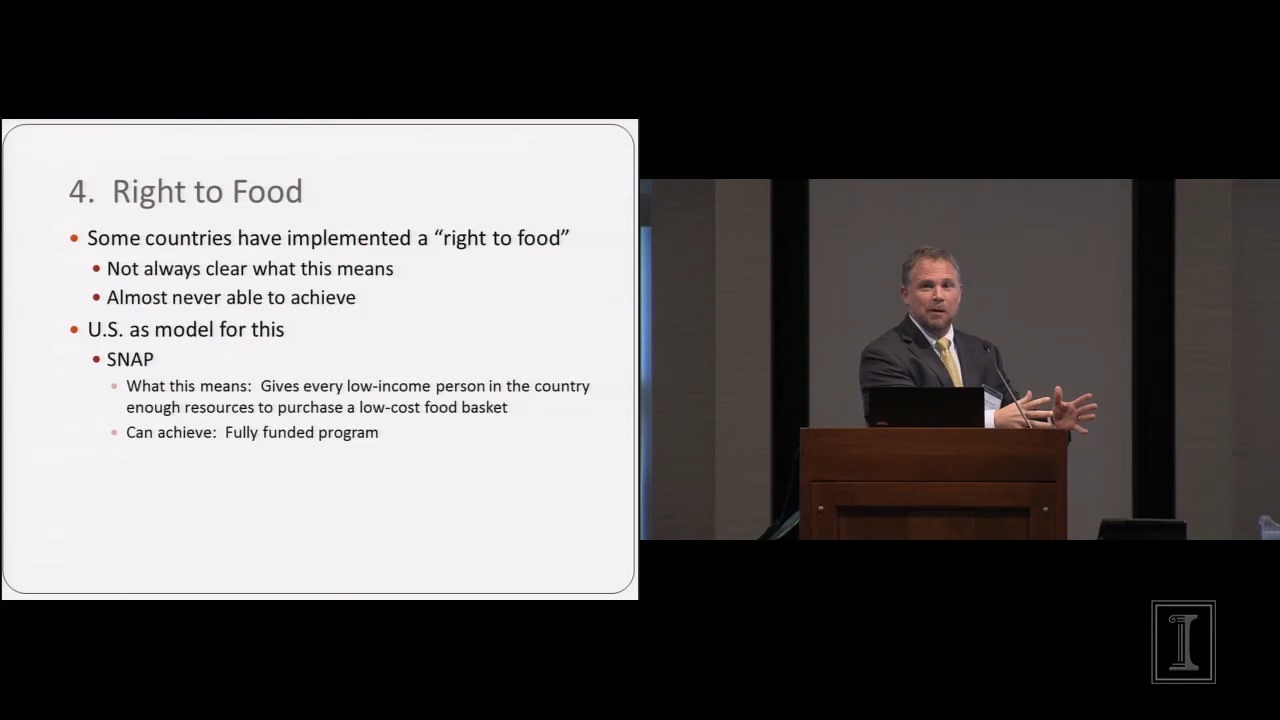 4. Right to Food
• Some countries have implemented a “right to food”
• Not always clear what this means
• Almost never able to achieve
• U.S. as model for this
• SNAP
• What this means: Gives every low-income person in the country
enough resources to purchase a low-cost food basket
• Can achieve: Fully funded program
I